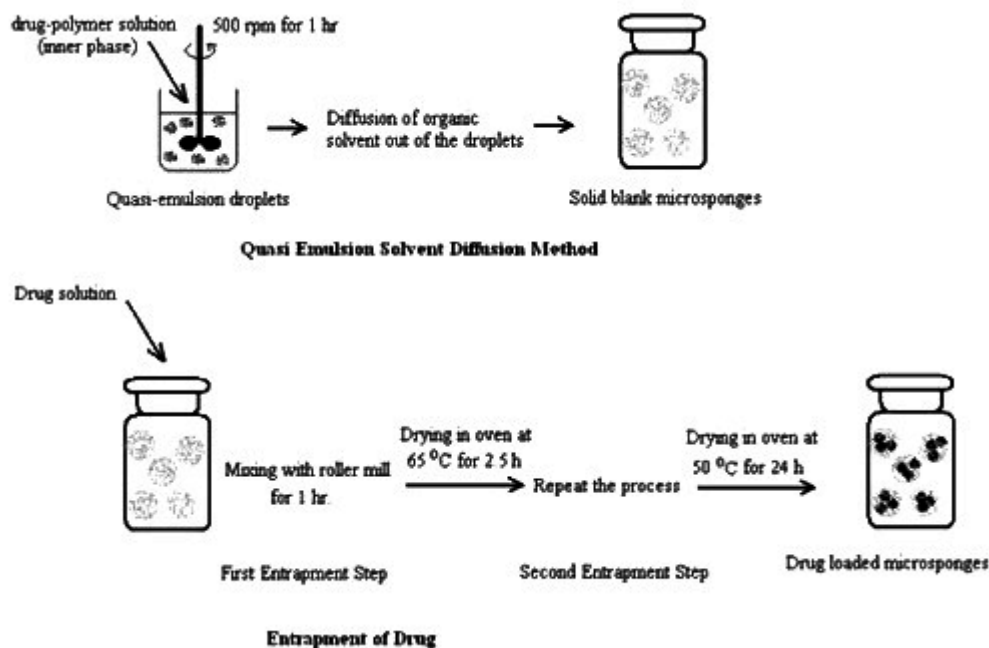 drug-polymer solution
(inner phase)
500 rpm for 1 hr
Diffusion of organic
solvent out of the droplets
Quasi-emulsion droplets
Solid blank microsponges
Quasi Emulsion Solvent Diffusion Method
Drug solution
Mixing with roller mill
for 1 hr.
Drying in oven at
65 ⁰C for 2 5 h
Repeat the process
Drying in oven at
50 ⁰C for 24 h
First Entrapment Step
Second Entrapment Step
Drug loaded microsponges
Entrapment of Drug